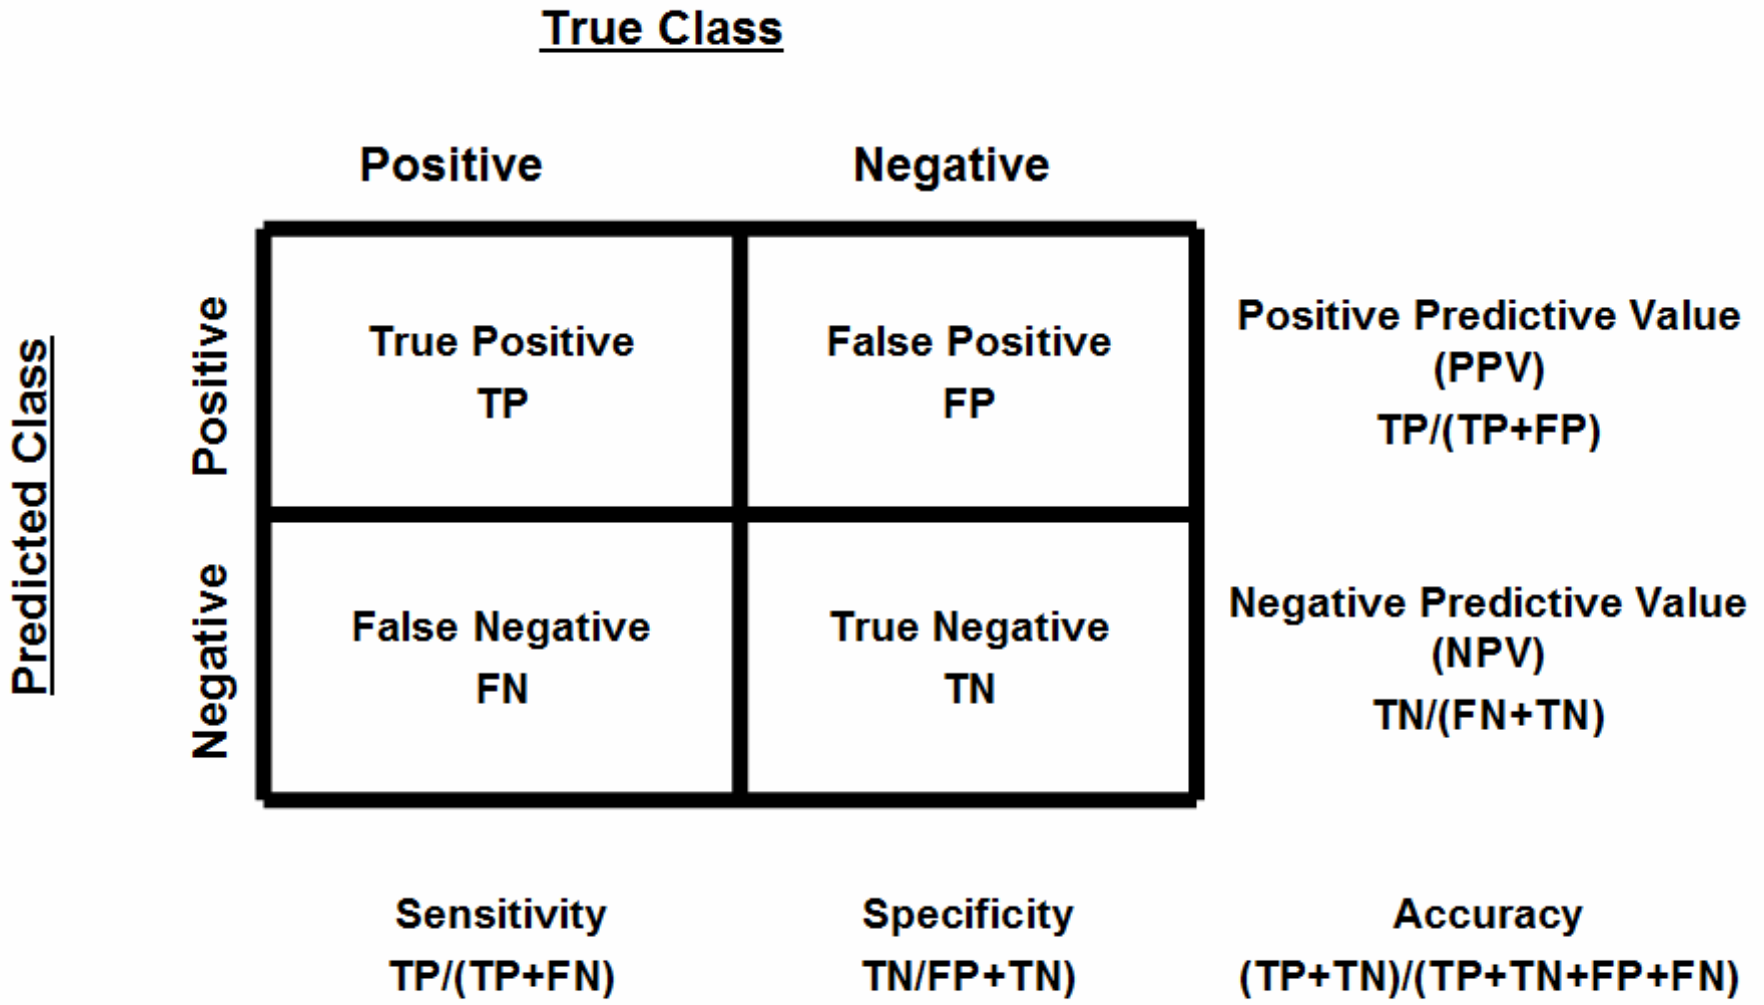 True Class
Positive
Negative
Predicted Class
Positive
True Positive
TP
False Positive
FP
Positive Predictive Value
(PPV)
TP/(TP+FP)
Negative
False Negative
FN
True Negative
TN
Negative Predictive Value
(NPV)
TN/(FN+TN)
Sensitivity
TP/(TP+FN)
Specificity
TN/FP+TN)
Accuracy
(TP+TN)/(TP+TN+FP+FN)